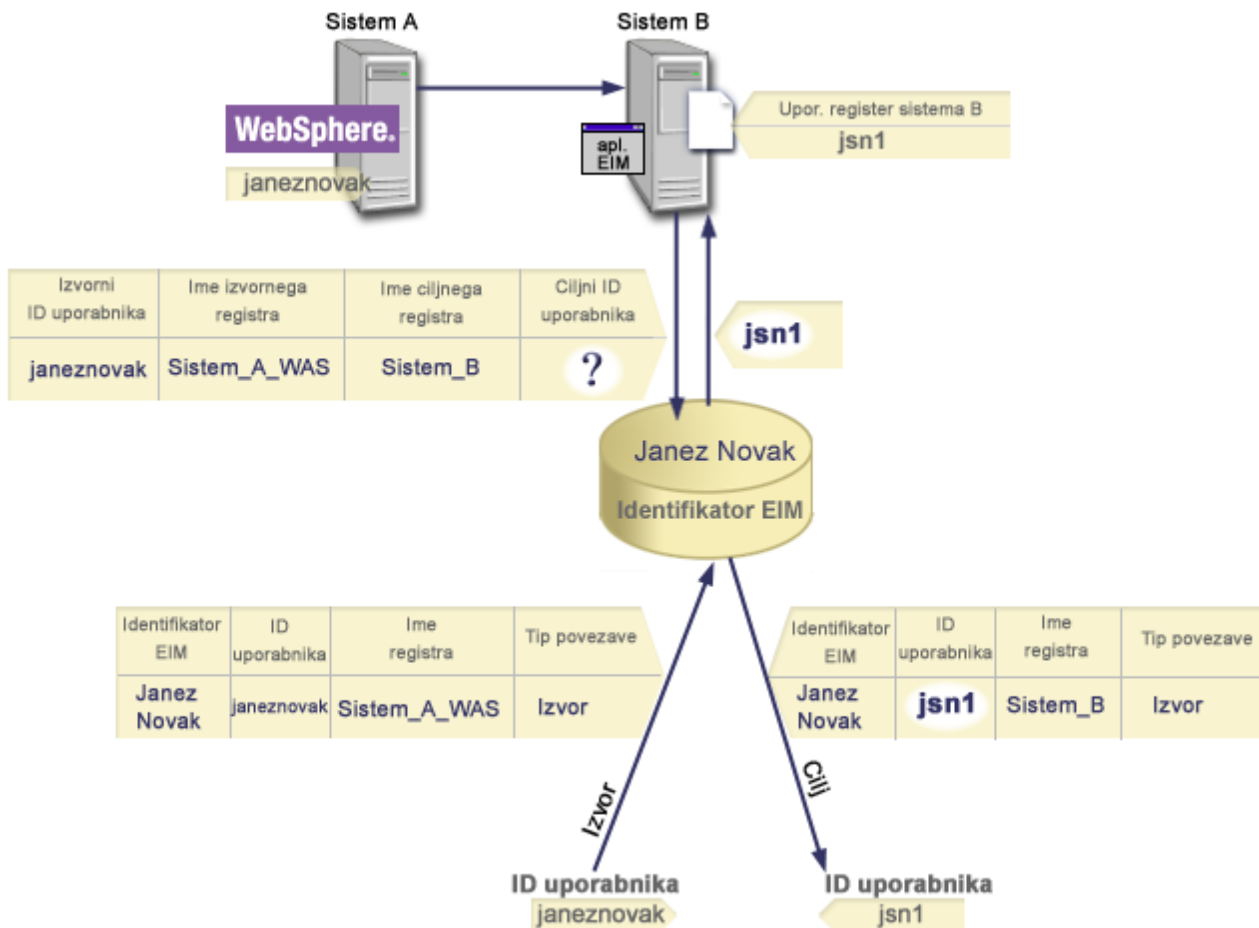 Sistem A
Sistem B
WebSphere.
janeznovak
apl.
EIM
Upor. register sistema B
jsn1
Izvorni
ID uporabnika
Ime izvornega
registra
Ime ciljnega
registra
Ciljni ID
uporabnika
janeznovak
Sistem_A_WAS
Sistem_B
?
jsn1
Janez Novak
Identifikator EIM
Identifikator
EIM
ID
uporabnika
Ime
registra
Tip povezave
Janez
Novak
janeznovak
Sistem_A_WAS
Izvor
Identifikator
EIM
ID
uporabnika
Ime
registra
Tip povezave
Janez
Novak
jsn1
Sistem_B
Izvor
Izvor
Cilj
ID uporabnika
janeznovak
ID uporabnika
jsn1